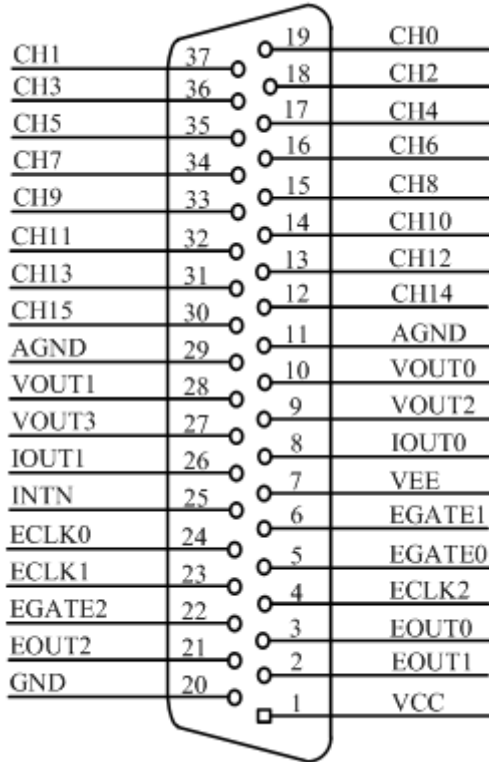 19 CH0
CH1 37
18 CH2
CH3 36
17 CH4
CH5 35
16 CH6
CH7 34
15 CH8
CH9 33
14 CH10
CH11 32
13 CH12
CH13 31
12 CH14
CH15 30
11 AGND
AGND 29
10 VOUT0
VOUT1 28
9 VOUT2
VOUT3 27
8 IOUT0
IOUT1 26
7 VEE
INTN 25
6 EGATE1
ECLK0 24
5 EGATE0
ECLK1 23
4 ECLK2
EGATE2 22
3 EOUT0
EOUT2 21
2 EOUT1
GND 20
1 VCC